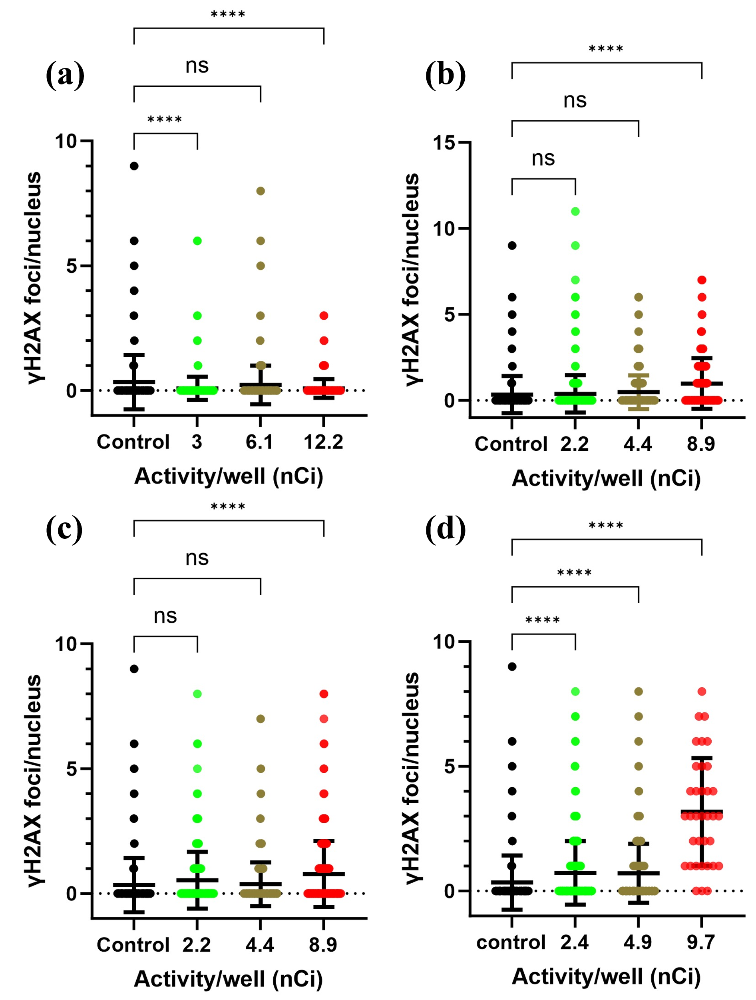 ****
(a)
ns
****
10
5
0
γH2AX foci/nucleus
Control 3 6.1 12.2
Activity/well (nCi)
****
(b)
ns
ns
15
10
5
0
γH2AX foci/nucleus
Control 2.2 4.4 8.9
Activity/well (nCi)
****
(c)
ns
ns
10
5
0
γH2AX foci/nucleus
Control 2.2 4.4 8.9
Activity/well (nCi)
****
(d)
****
****
10
5
0
γH2AX foci/nucleus
control 2.4 4.9 9.7
Activity/well (nCi)